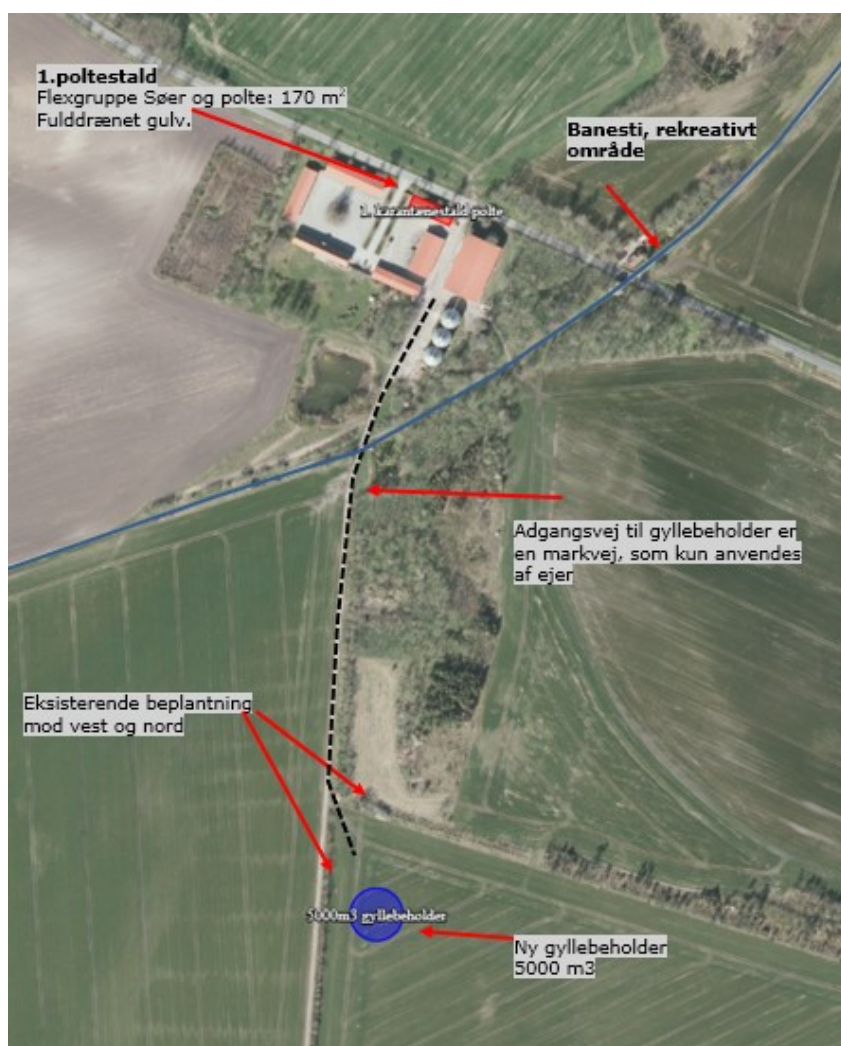 1.poltestald
Flexgruppe Søer og polte: 170 m²
Fulddrænet gulv.
Banesti, rekreativt
område
1. karantænestald polte
Adgangsvej til gyllebeholder er
en markvej, som kun anvendes
af ejer
Eksisterende beplantning
mod vest og nord
5000m3 gyllebeholder
Ny gyllebeholder
5000 m3